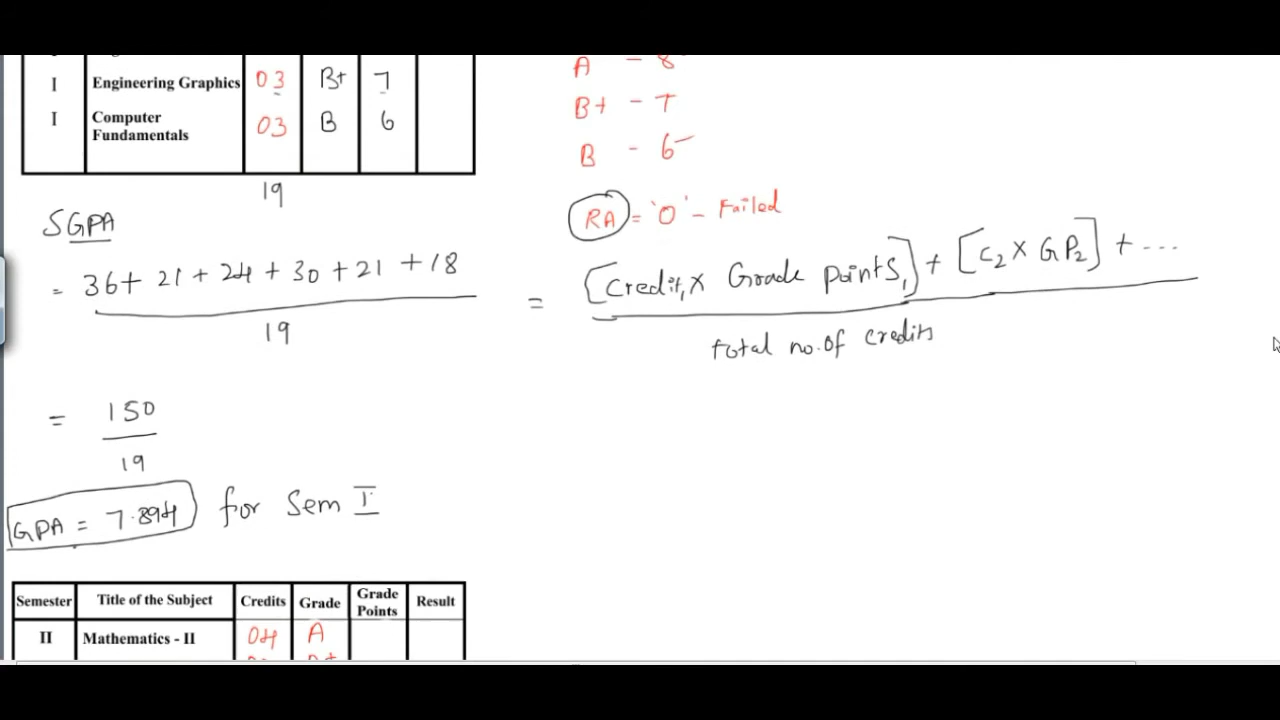 I Engineering Graphics 03 B+ 7
I Computer Fundamentals 03 B 6
19
A - 8
B+ - 7
B - 6
RA = '0' - Failed
SGPA
= 36 + 21 + 24 + 30 + 21 + 18
19
= [Credit1 X Grade Points1] + [C2 X GP2] + ...
total no. of credits
= 150
19
GPA = 7.894 for Sem I
Semester Title of the Subject Credits Grade Grade Points Result
II Mathematics - II 04 A